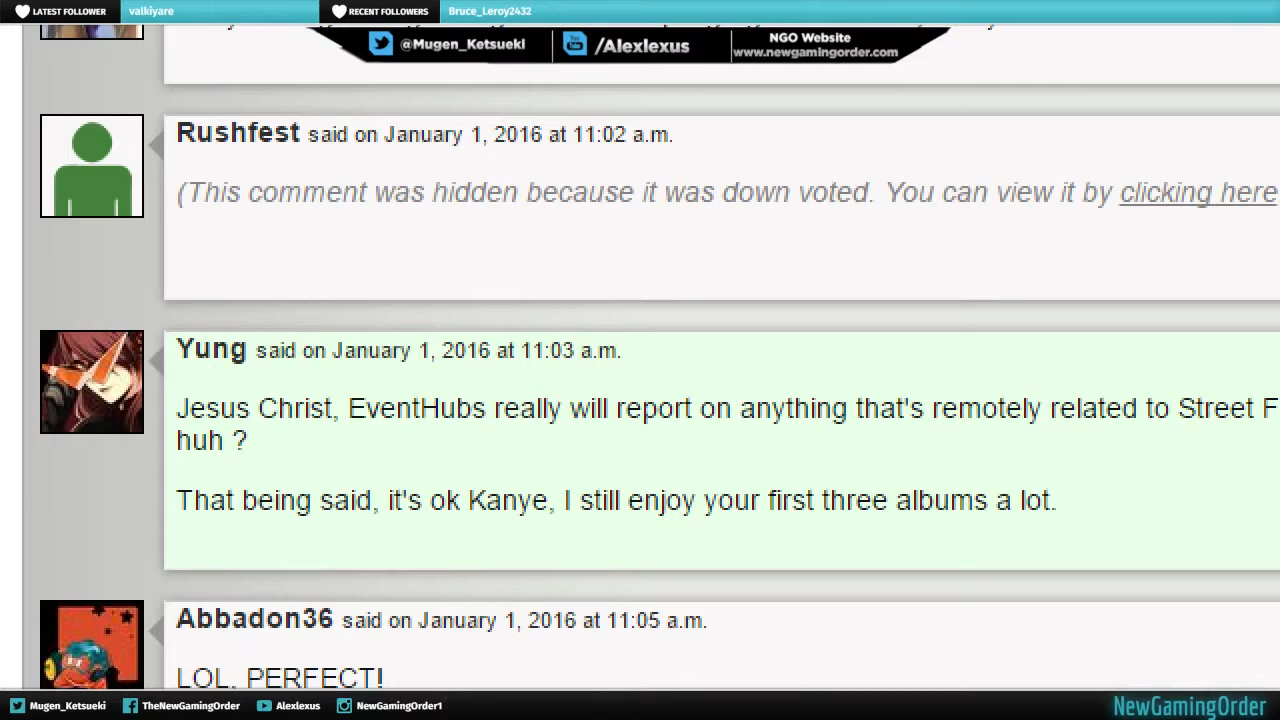 LATEST FOLLOWER valkiyare RECENT FOLLOWERS Bruce_Leroy2432
@Mugen_Ketsueki /Alexlexus NGO Website
www.newgamingorder.com
Rushfest said on January 1, 2016 at 11:02 a.m.
(This comment was hidden because it was down voted. You can view it by clicking here
Yung said on January 1, 2016 at 11:03 a.m.
Jesus Christ, EventHubs really will report on anything that's remotely related to Street F
huh ?
That being said, it's ok Kanye, I still enjoy your first three albums a lot.
Abbadon36 said on January 1, 2016 at 11:05 a.m.
LOL, PERFECT!
Mugen_Ketsueki TheNewGamingOrder Alexlexus NewGamingOrder1 NewGamingOrder